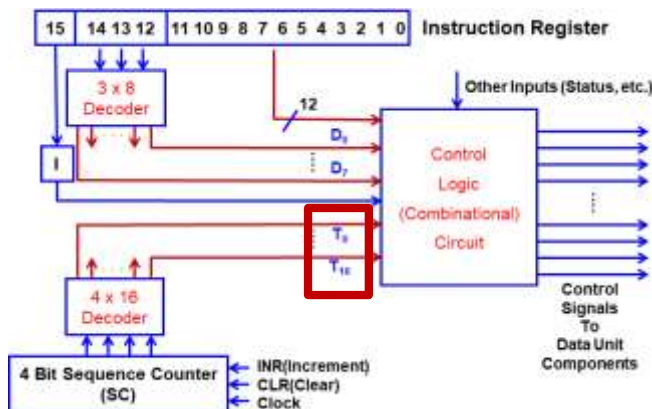 15 14 13 12 11 10 9 8 7 6 5 4 3 2 1 0 Instruction Register
3 x 8
Decoder
12
Other Inputs (Status, etc.)
D₀
I
D₇
Control
Logic
(Combinational)
Circuit
T₀
4 x 16
Decoder
Control
Signals
To
Data Unit
Components
4 Bit Sequence Counter
(SC)
INR(Increment)
CLR(Clear)
Clock